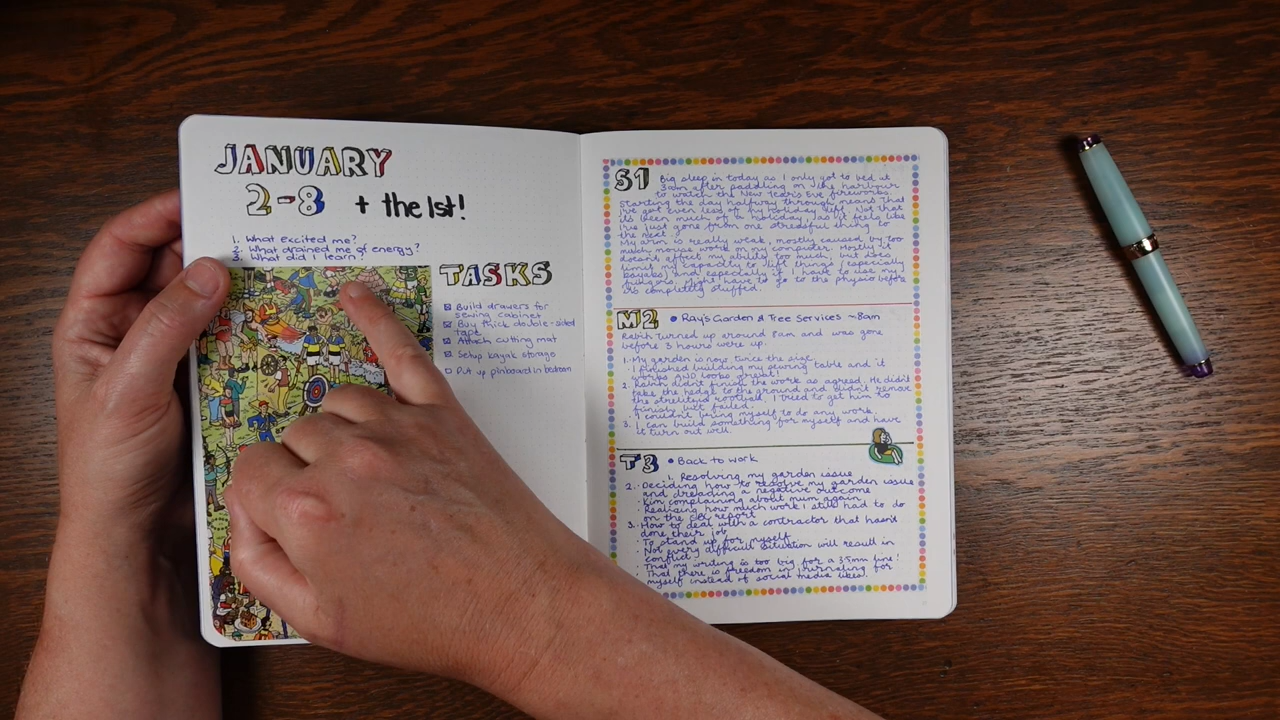 JANUARY
2-8 + the 1st!
1. What excited me?
2. What drained me of energy?
3. What did I learn?
TASKS
Build drawers for
sewing cabinet
Buy thick double-sided
tape
Attach cutting mat
Setup kayak storage
Put up pinboard in bedroom
S1 Big sleep in today as I only got to bed at
3am after paddling on the harbour
to watch the New Year's Eve fireworks.
Starting the day halfway through means that
I've got even less of my holiday left. Not that
it's been much of a holiday, as it feels like
I've just gone from one stressful thing to
the next.
My arm is really weak, mostly caused by too
much mouse work on my computer. Mostly it
doesn't affect my ability too much, but does
limit my capacity to lift things (especially
kayaks) and especially if I have to use my
fingers. Might have to go to the physio before
it's completely stuffed.
M2 • Ray's Garden & Tree Services ~8am
Rabih turned up around 8am and was gone
before 3 hours were up.
1. My garden is now twice the size.
• I finished building my sewing table and it
works AND looks great!
2. Rabih didn't finish the work as agreed. He didn't
take the hedge to the ground and didn't remove
the strelitzia rootball. I tried to get him to
finish but failed.
• I couldn't bring myself to do any work.
3. I can build something for myself and have
it turn out well.
T3 • Back to work
1. Resolving my garden issue
2. • Deciding how to resolve my garden issue
and dreading a negative outcome
• Kim complaining about mum again
• Realising how much work I still had to do
on the report
3. • How to deal with a contractor that hasn't
done their job
• To stand up for myself
• Not every difficult situation will result in
conflict
• That my writing is too big for a 3.5mm line!
• That there is freedom in journaling for
myself instead of social media likes.